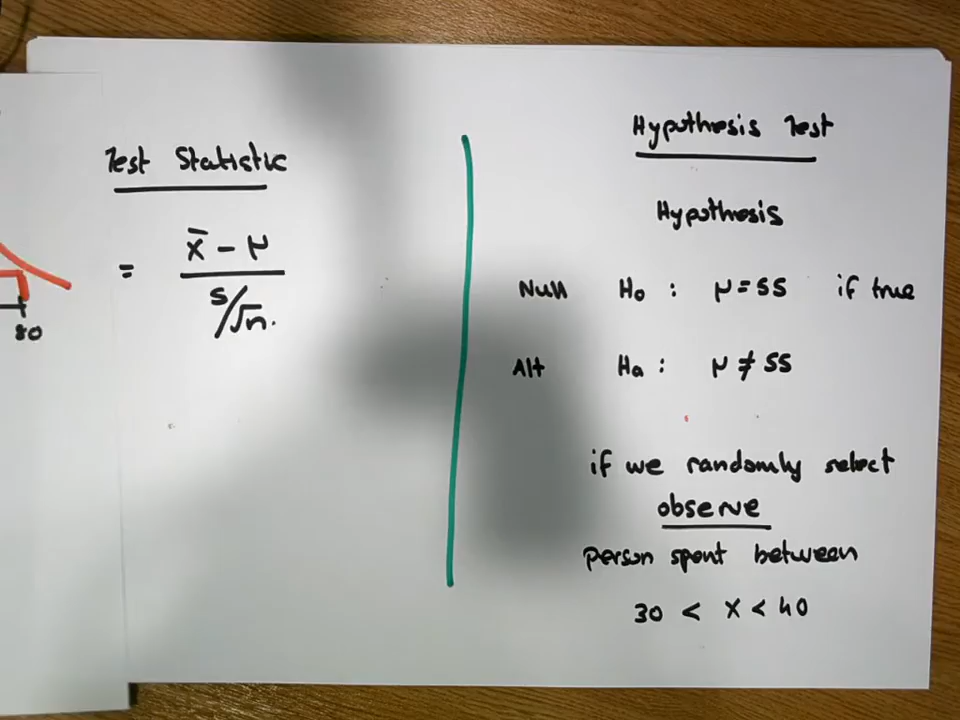 Test Statistic
= x̄ - μ
s/√n.
80
Hypothesis Test
Hypothesis
Null H₀ : μ = 55 if true
Alt Hₐ : μ ≠ 55
if we randomly select
observe
person spent between
30 < x < 40